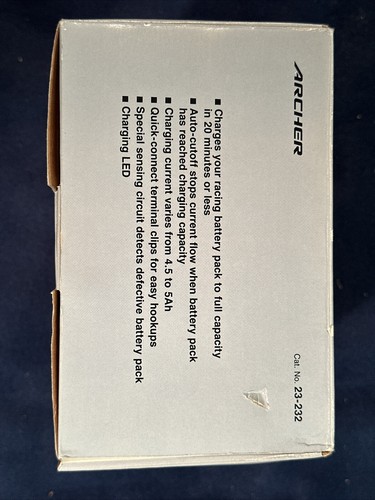 ARCHER
Cat. No. 23-232
■ Charges your racing battery pack to full capacity
in 20 minutes or less
■ Auto-cutoff stops current flow when battery pack
has reached charging capacity
■ Charging current varies from 4.5 to 5Ah
■ Quick-connect terminal clips for easy hookups
■ Special sensing circuit detects defective battery pack
■ Charging LED